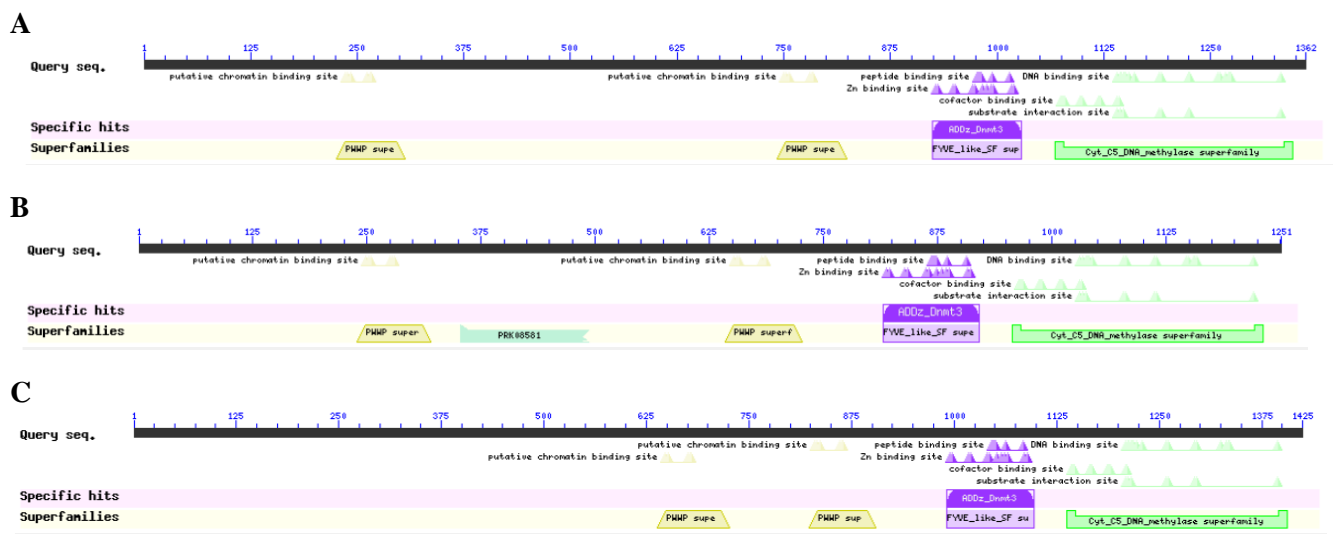 A
1 125 250 375 500 625 750 875 1000 1125 1250 1362
Query seq.
putative chromatin binding site putative chromatin binding site peptide binding site DNA binding site
Zn binding site
cofactor binding site
substrate interaction site
Specific hits ADDz_Dnmt3
Superfamilies PWWP supe PWWP supe FYVE_like_SF sup Cyt_C5_DNA_methylase superfamily
B
1 125 250 375 500 625 750 875 1000 1125 1251
Query seq.
putative chromatin binding site putative chromatin binding site peptide binding site DNA binding site
Zn binding site
cofactor binding site
substrate interaction site
Specific hits ADDz_Dnmt3
Superfamilies PWWP super PRK08581 PWWP superf FYVE_like_SF supe Cyt_C5_DNA_methylase superfamily
C
1 125 250 375 500 625 750 875 1000 1125 1250 1375 1425
Query seq.
putative chromatin binding site peptide binding site DNA binding site
putative chromatin binding site Zn binding site
cofactor binding site
substrate interaction site
Specific hits ADDz_Dnmt3
Superfamilies PWWP supe PWWP sup FYVE_like_SF su Cyt_C5_DNA_methylase superfamily